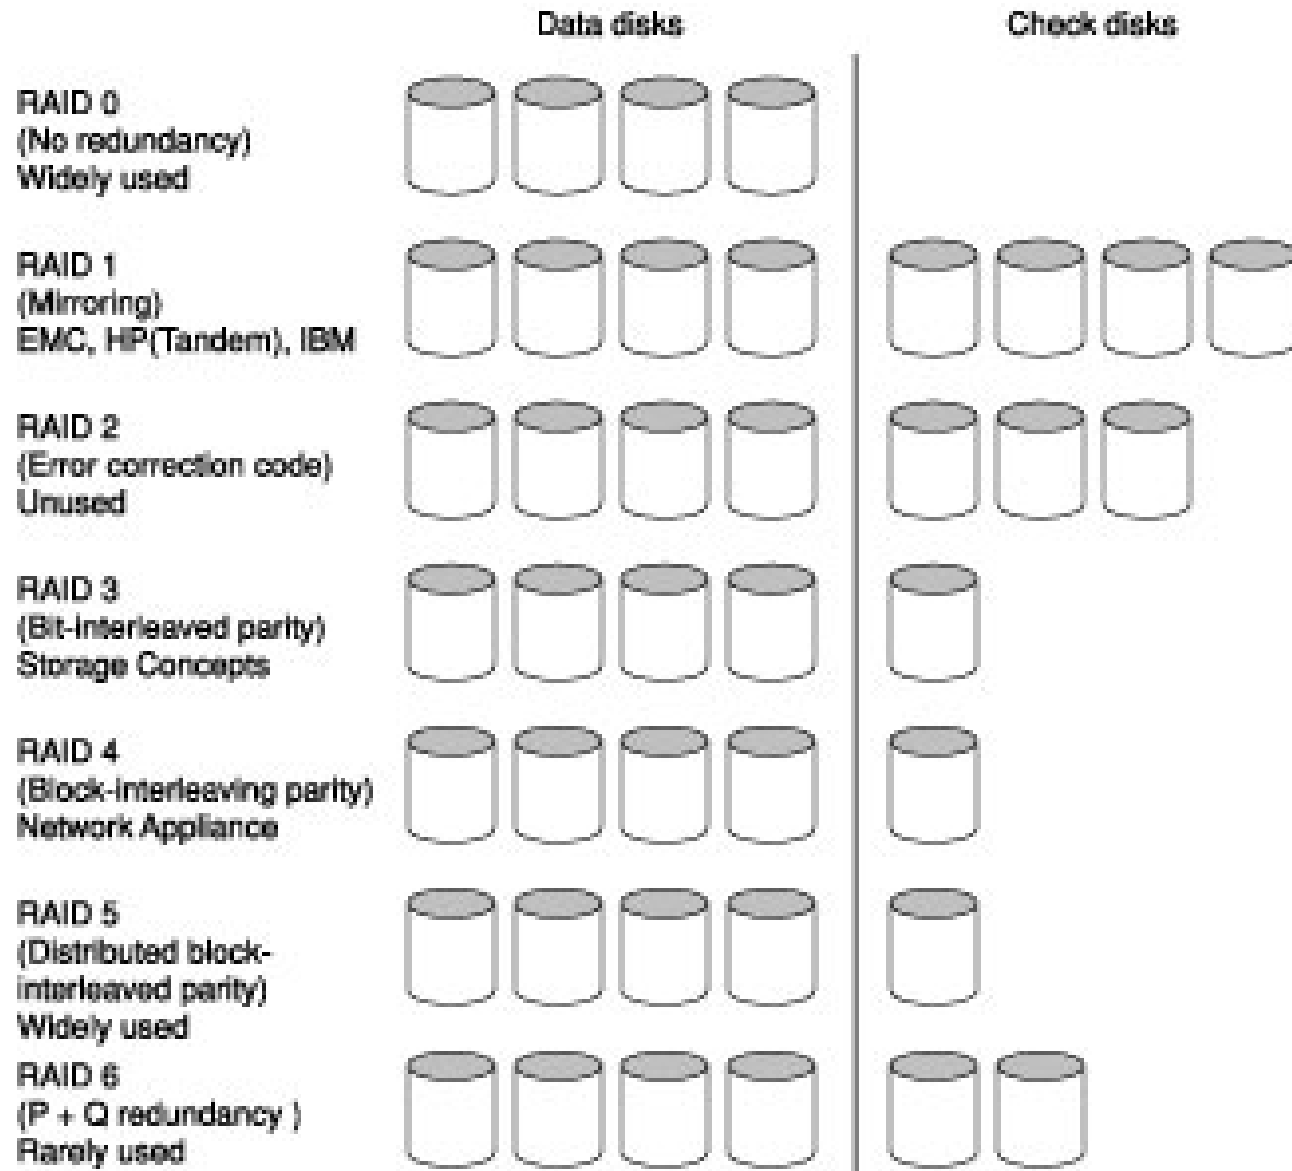 Data disks
Check disks
RAID 0
(No redundancy)
Widely used
RAID 1
(Mirroring)
EMC, HP(Tandem), IBM
RAID 2
(Error correction code)
Unused
RAID 3
(Bit-interleaved parity)
Storage Concepts
RAID 4
(Block-interleaving parity)
Network Appliance
RAID 5
(Distributed block-
interleaved parity)
Widely used
RAID 6
(P + Q redundancy )
Rarely used